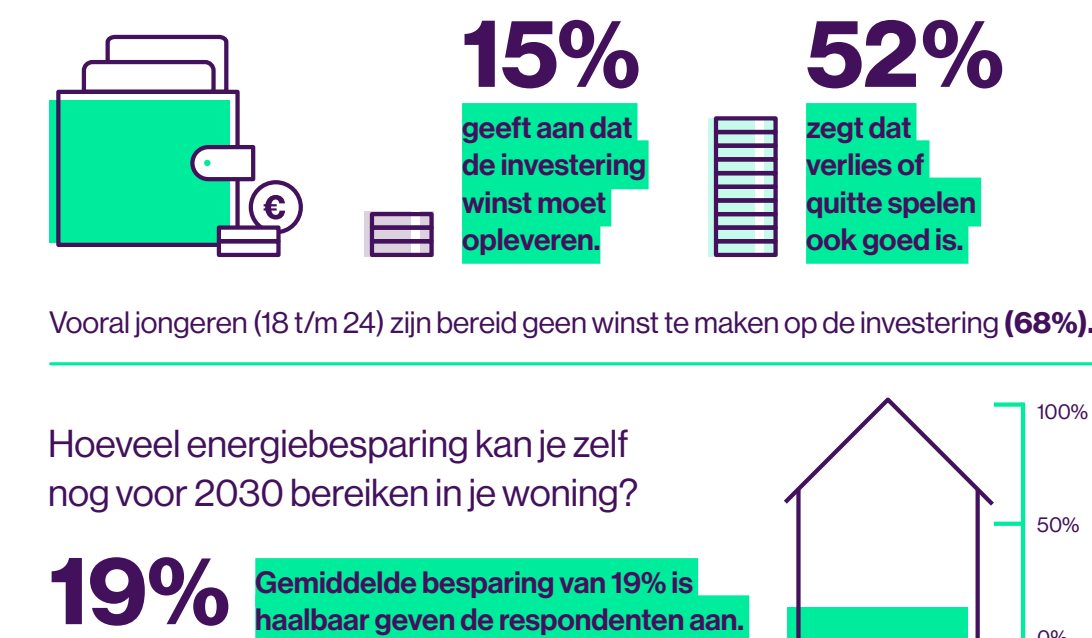 15%
geeft aan dat
de investering
winst moet
opleveren.
52%
zegt dat
verlies of
quitte spelen
ook goed is.
€
Vooral jongeren (18 t/m 24) zijn bereid geen winst te maken op de investering (68%).
Hoeveel energiebesparing kan je zelf
nog voor 2030 bereiken in je woning?
19%
Gemiddelde besparing van 19% is
haalbaar geven de respondenten aan.
100%
50%
0%